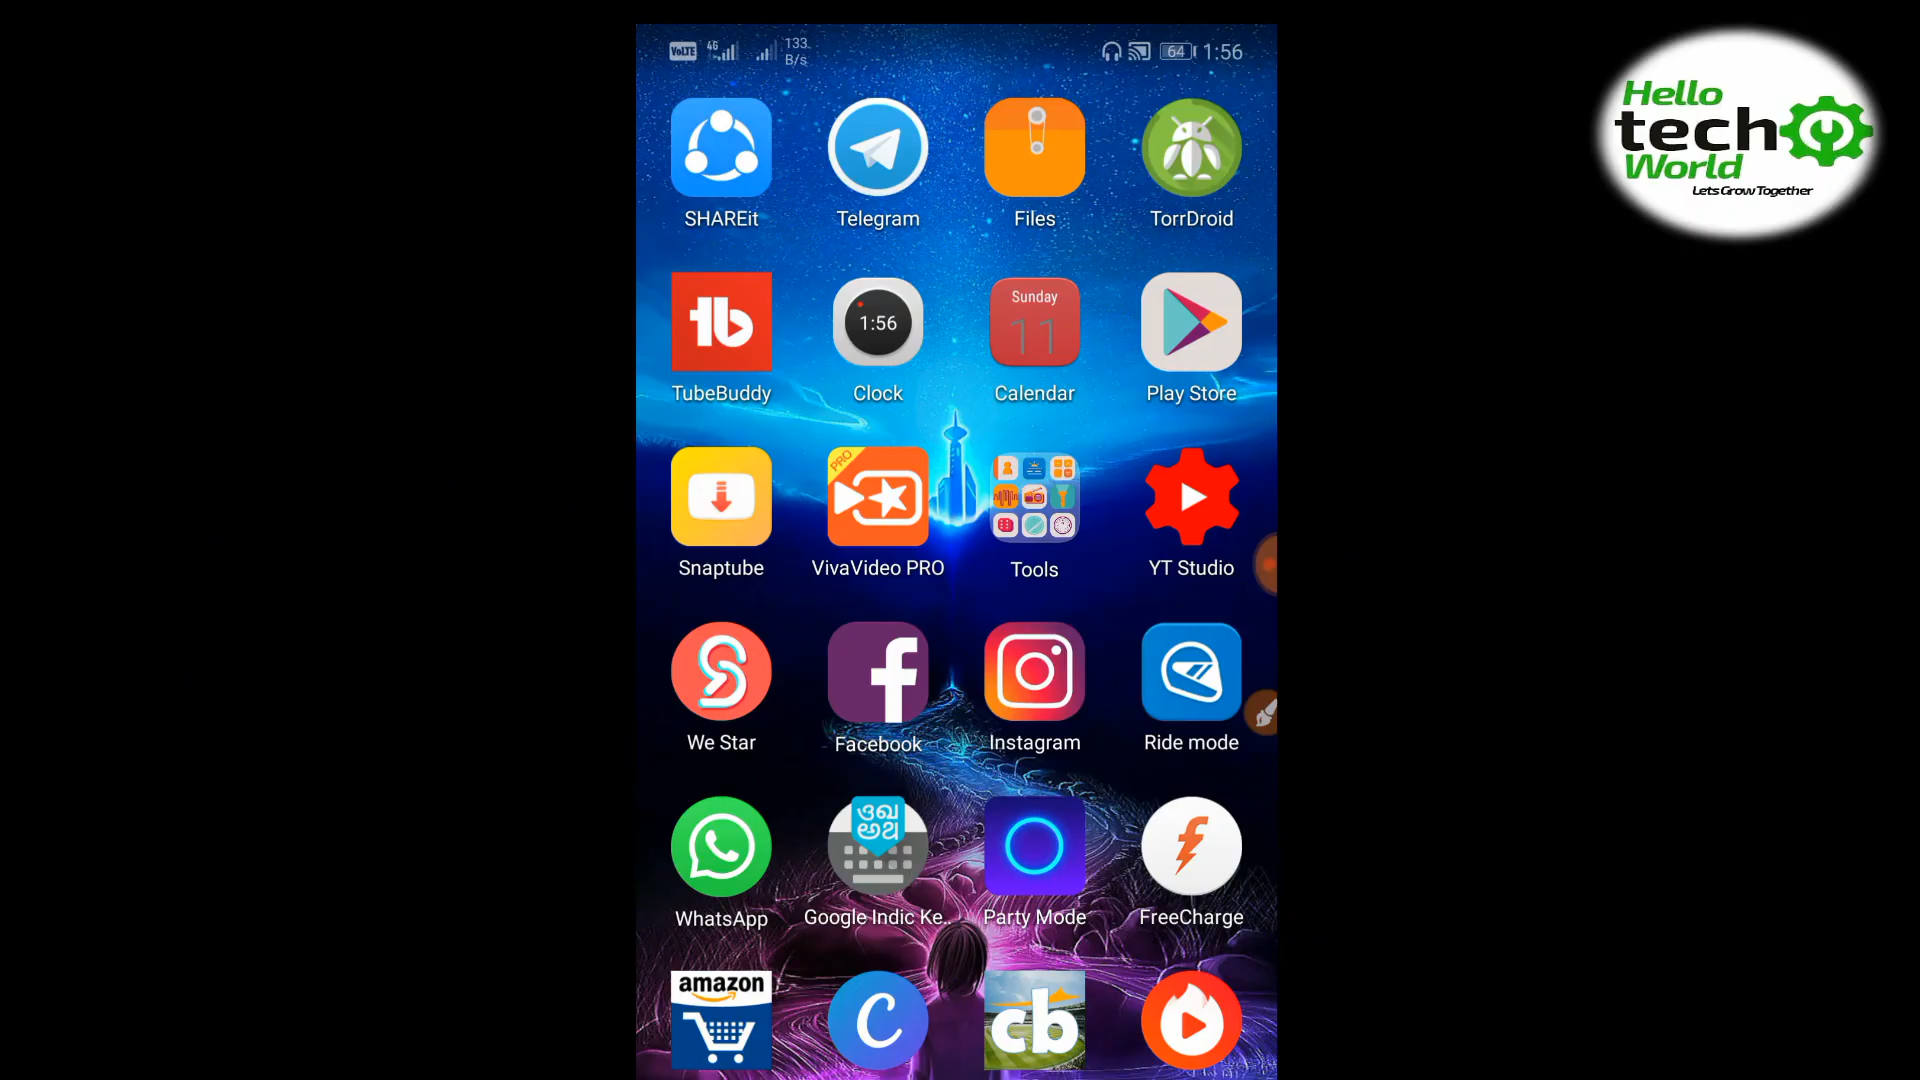 VoLTE 4G 133 B/s 64 1:56
Hello
tech
World
Lets Grow Together
SHAREit Telegram Files TorrDroid
1:56
Sunday
11
TubeBuddy Clock Calendar Play Store
PRO
Snaptube VivaVideo PRO Tools YT Studio
We Star Facebook Instagram Ride mode
WhatsApp Google Indic Ke.. Party Mode FreeCharge
amazon
cb